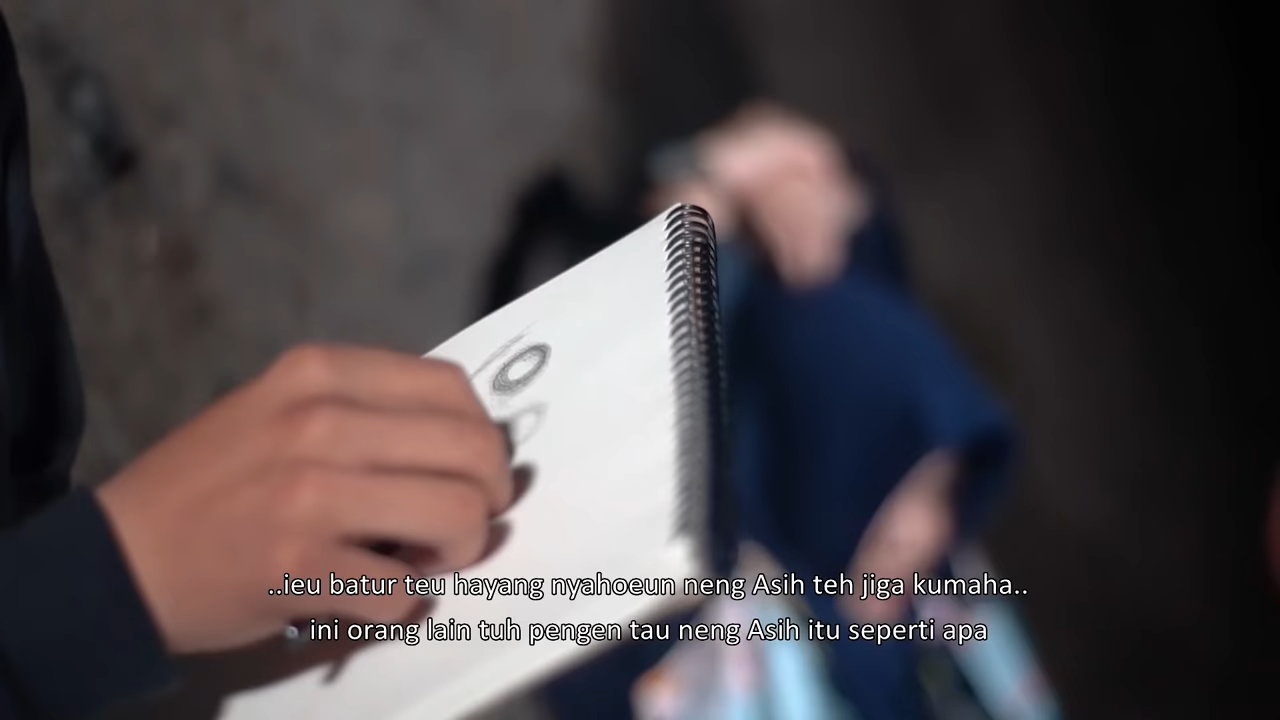 ..ieu batur teu hayang nyahoeun neng Asih teh jiga kumaha..
ini orang lain tuh pengen tau neng Asih itu seperti apa